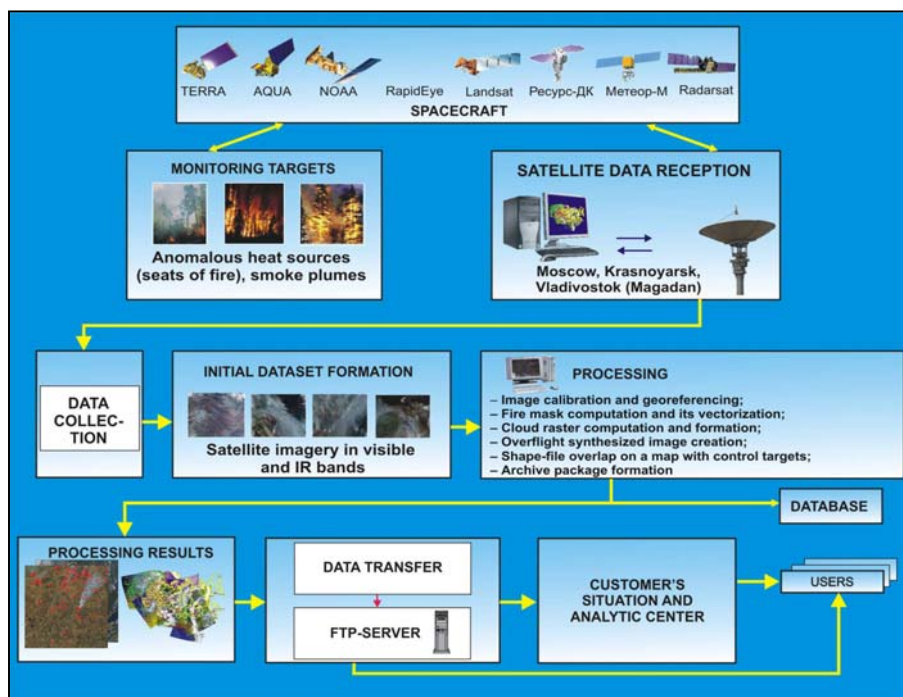 TERRA AQUA NOAA RapidEye Landsat Ресурс-ДК Метеор-М Radarsat
SPACECRAFT
MONITORING TARGETS
Anomalous heat sources
(seats of fire), smoke plumes
SATELLITE DATA RECEPTION
Moscow, Krasnoyarsk,
Vladivostok (Magadan)
DATA
COLLEC-
TION
INITIAL DATASET FORMATION
Satellite imagery in visible
and IR bands
PROCESSING
– Image calibration and georeferencing;
– Fire mask computation and its vectorization;
– Cloud raster computation and formation;
– Overflight synthesized image creation;
– Shape-file overlap on a map with control targets;
– Archive package formation
DATABASE
PROCESSING RESULTS
DATA TRANSFER
FTP-SERVER
CUSTOMER'S
SITUATION AND
ANALYTIC CENTER
USERS